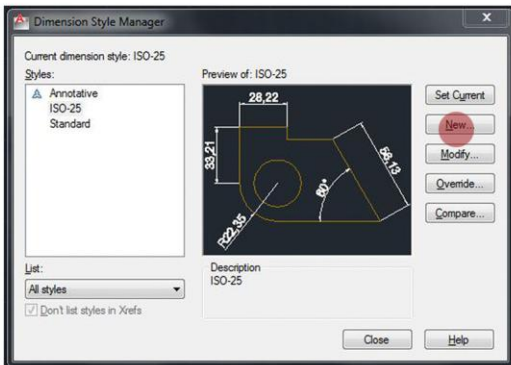 Dimension Style Manager
Current dimension style: ISO-25
Styles:
Annotative
ISO-25
Standard
Preview of: ISO-25
28,22
33,21
58,13
60°
R22,35
Set Current
New...
Modify...
Override...
Compare...
List:
All styles
Don't list styles in Xrefs
Description
ISO-25
Close
Help